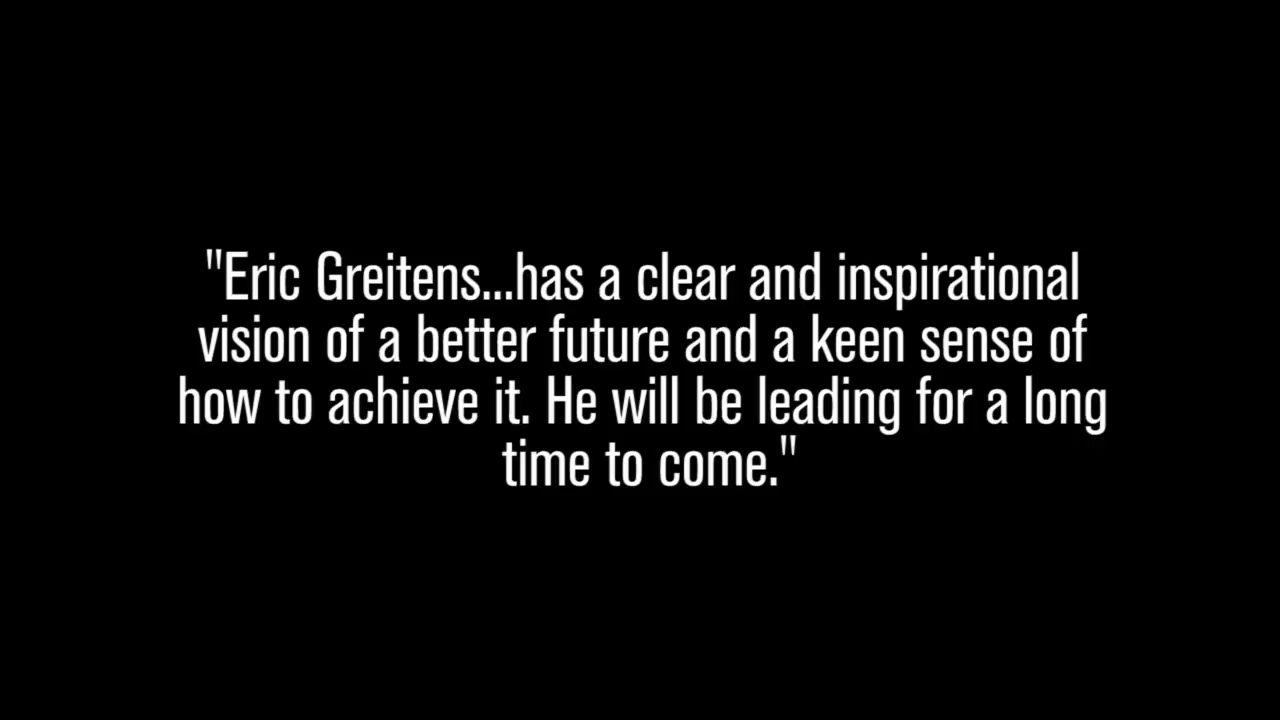 "Eric Greitens...has a clear and inspirational
vision of a better future and a keen sense of
how to achieve it. He will be leading for a long
time to come."